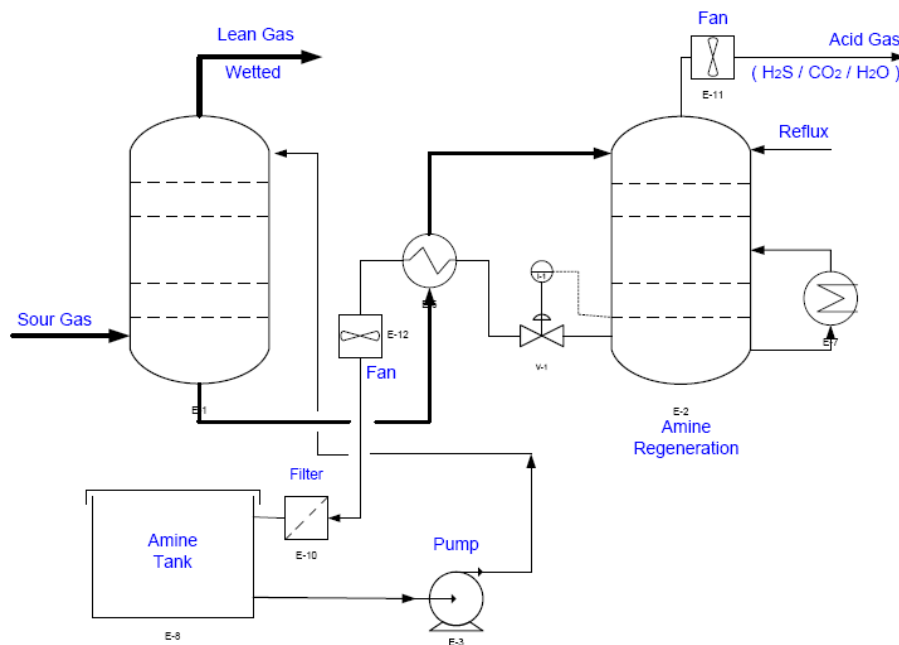 Fan
Lean Gas
Acid Gas
Wetted
( H2S / CO2 / H2O )
E-11
Reflux
I-1
Sour Gas
E-12
Fan
V-1
E-7
E-1
E-2
Amine
Regeneration
Filter
Amine
Tank
Pump
E-10
E-8
E-3